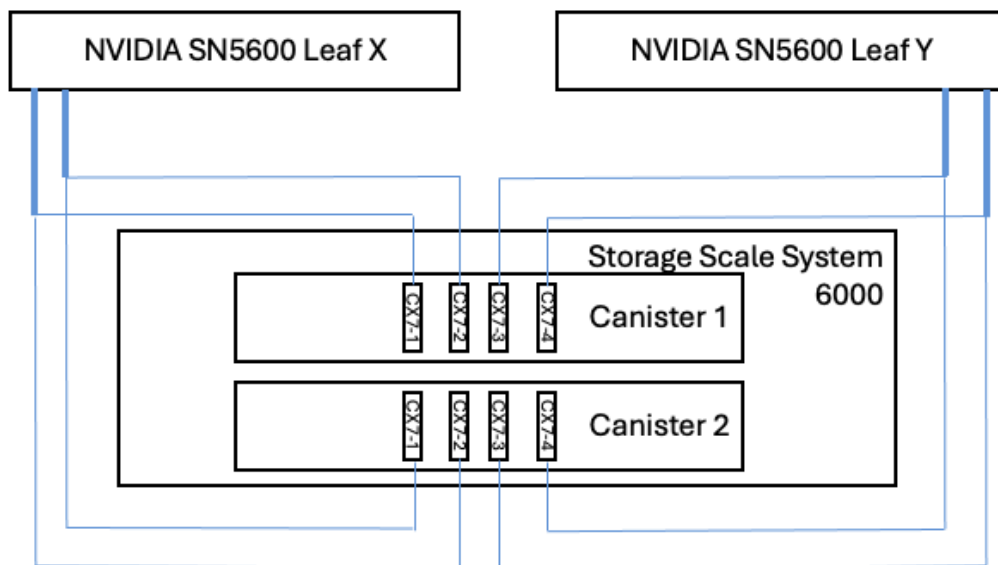 NVIDIA SN5600 Leaf X
NVIDIA SN5600 Leaf Y
Storage Scale System
6000
CX7-1
CX7-2
CX7-3
CX7-4
Canister 1
CX7-1
CX7-2
CX7-3
CX7-4
Canister 2